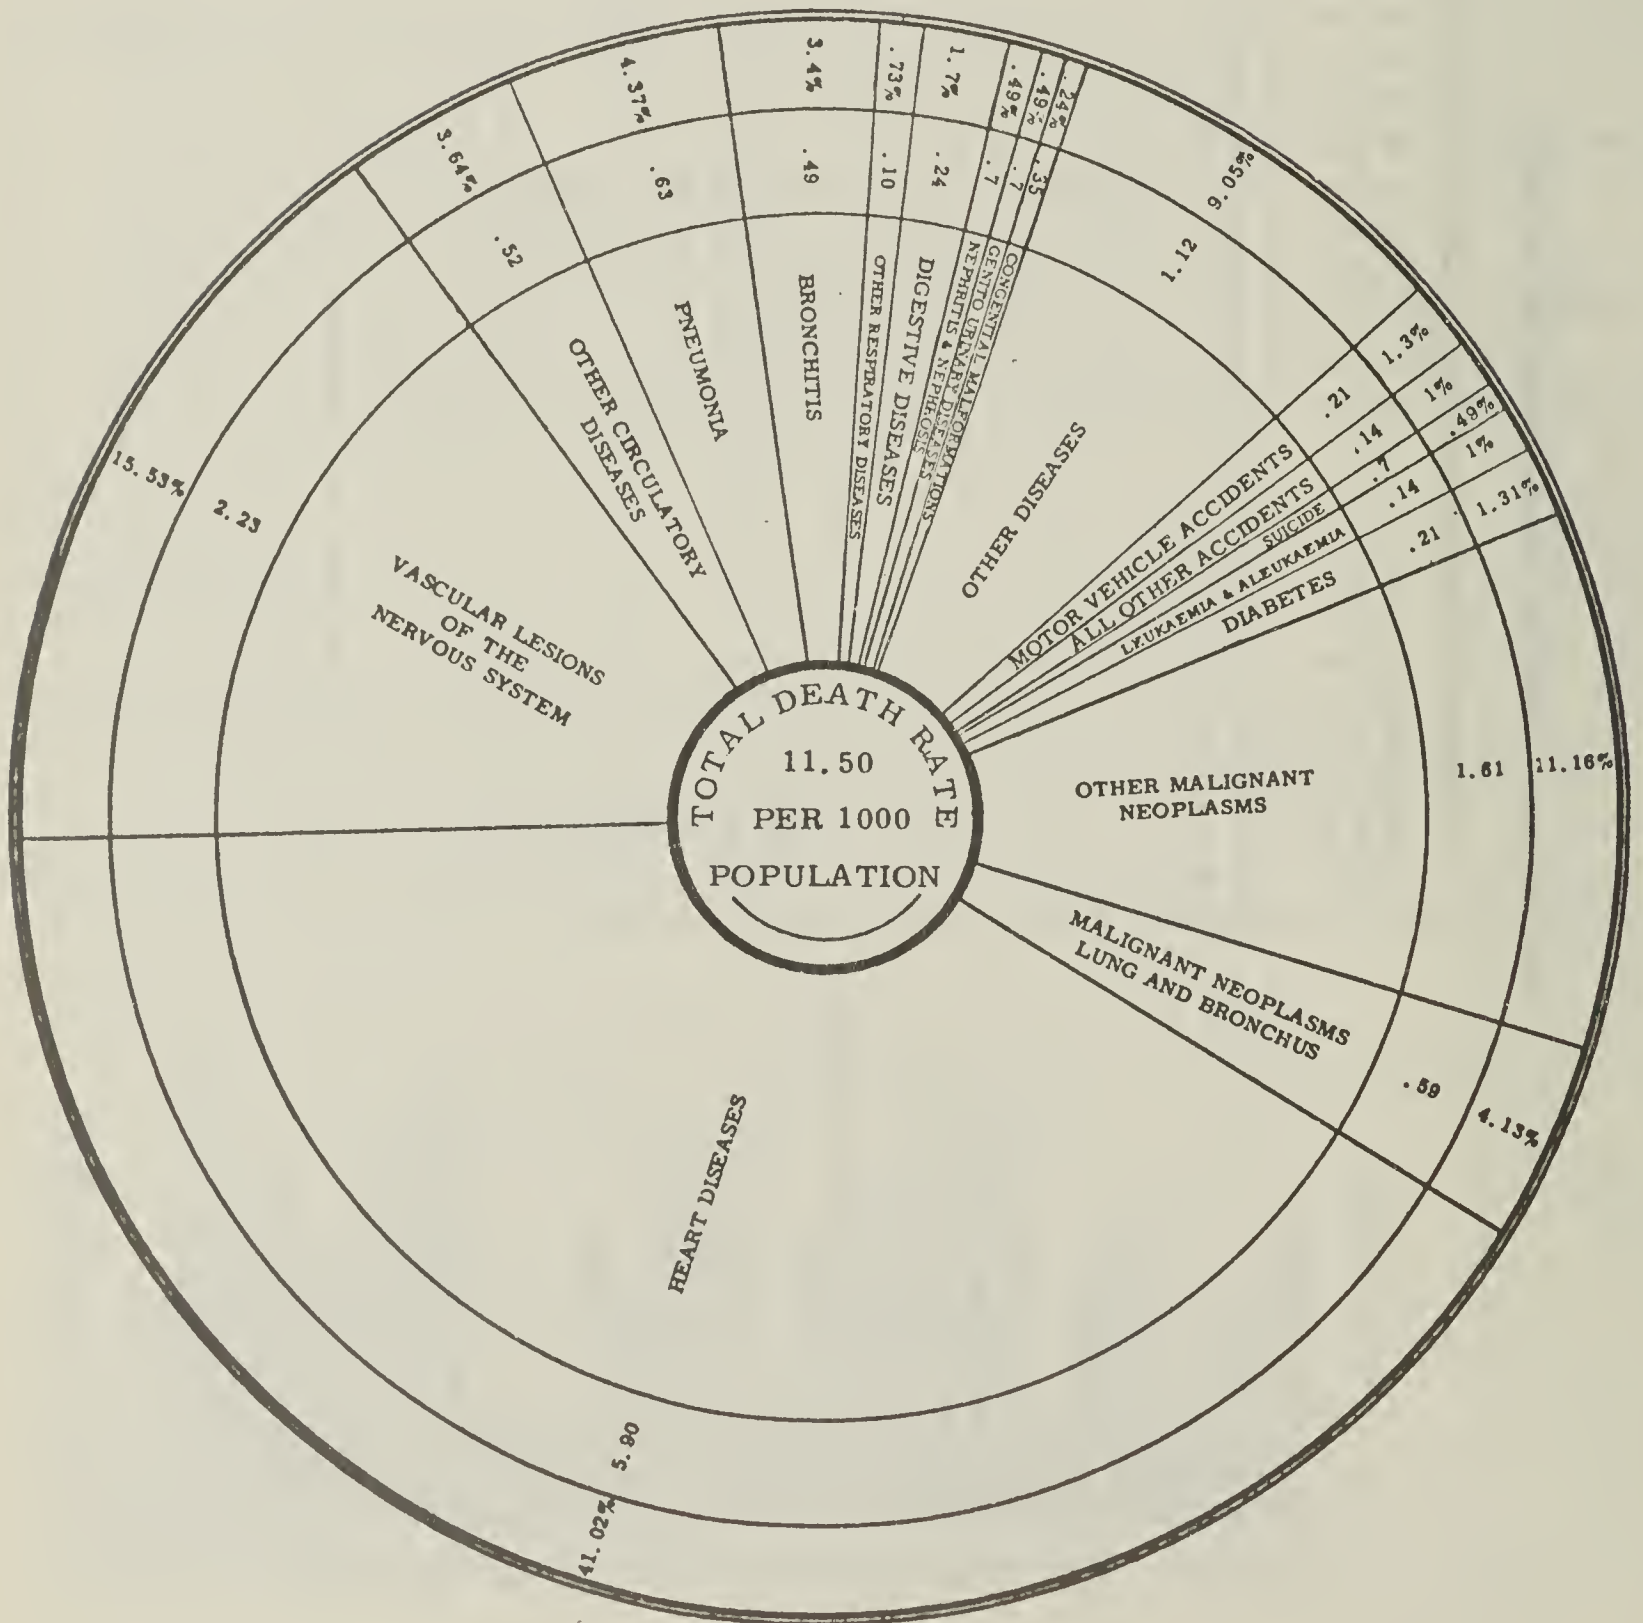 TOTAL DEATH RATE
11.50
PER 1000
POPULATION
3.4%
.49
BRONCHITIS
.73%
.10
OTHER RESPIRATORY DISEASES
1.7%
.24
DIGESTIVE DISEASES
.49%
.7
NEPHRITIS & NEPHROSIS
.49%
.7
GENITO URINARY DISEASES
.24%
.35
CONGENITAL MALFORMATIONS
9.05%
1.12
OTHER DISEASES
1.3%
.21
MOTOR VEHICLE ACCIDENTS
1%
.14
ALL OTHER ACCIDENTS
.49%
.7
SUICIDE
1%
.14
LEUKAEMIA & ALEUKAEMIA
1.31%
.21
DIABETES
11.16%
1.61
OTHER MALIGNANT
NEOPLASMS
4.13%
.59
MALIGNANT NEOPLASMS
LUNG AND BRONCHUS
41.02%
5.90
HEART DISEASES
15.53%
2.23
VASCULAR LESIONS
OF THE
NERVOUS SYSTEM
3.64%
.52
OTHER CIRCULATORY
DISEASES
4.37%
.63
PNEUMONIA